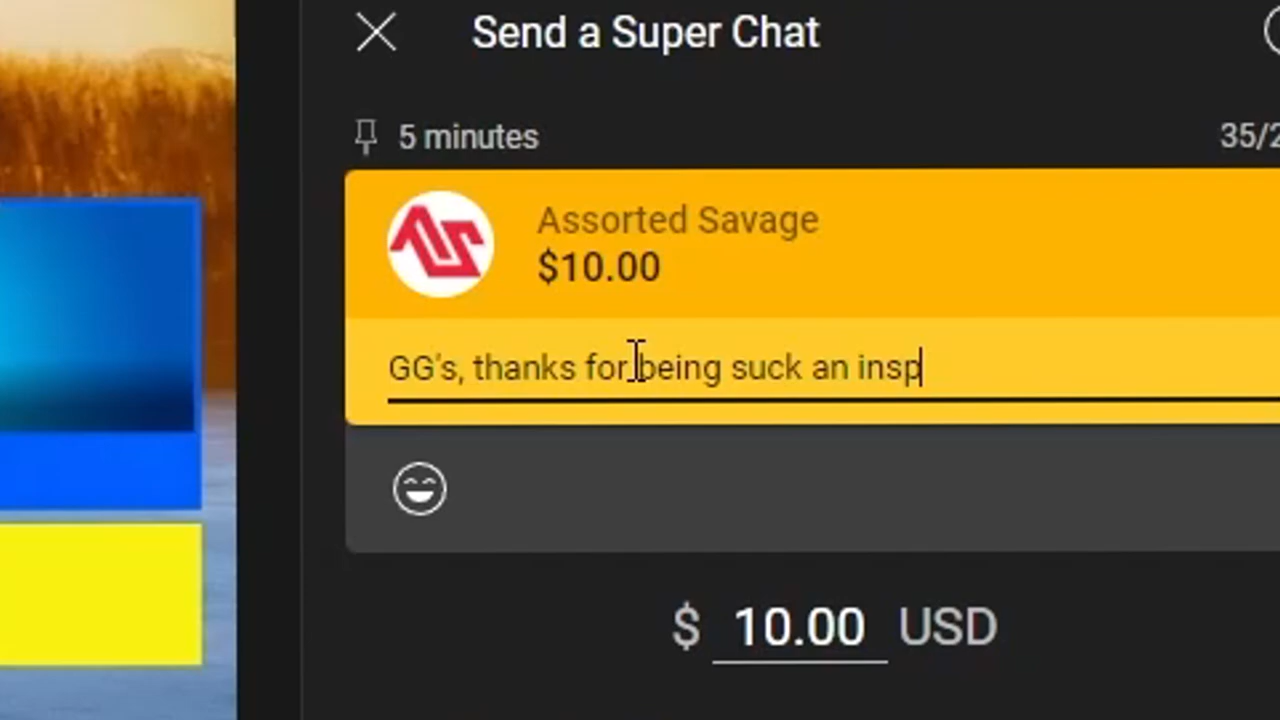 Send a Super Chat
5 minutes
35/2
Assorted Savage
$10.00
GG's, thanks for being suck an insp
$ 10.00 USD